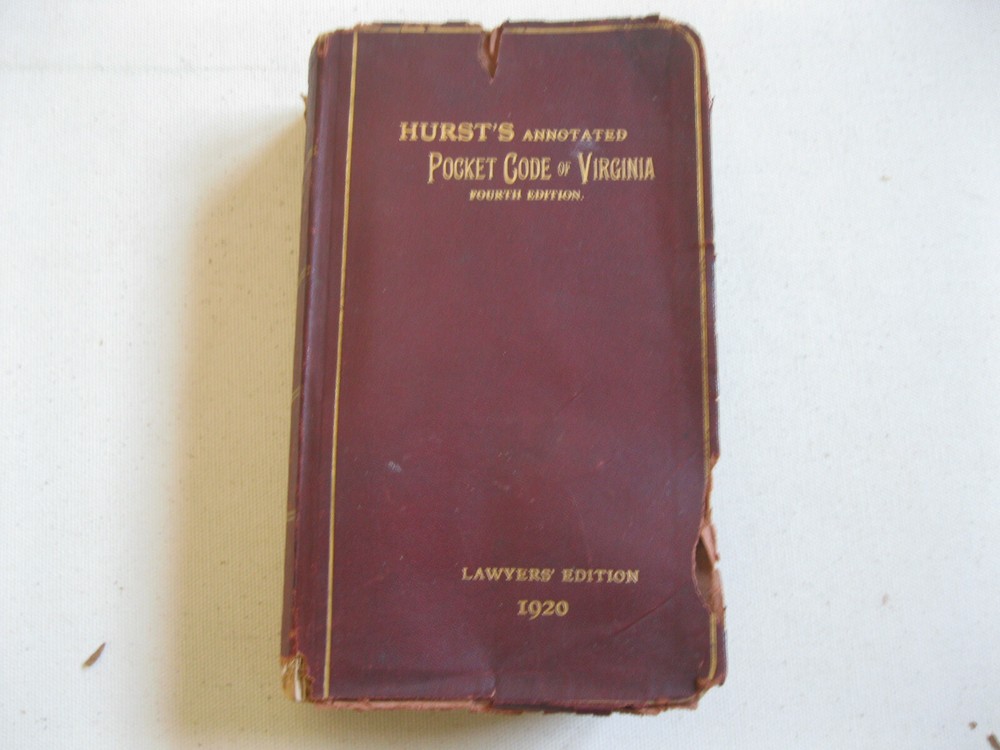 HURST'S ANNOTATED
POCKET CODE OF VIRGINIA
FOURTH EDITION.
LAWYERS' EDITION
1920